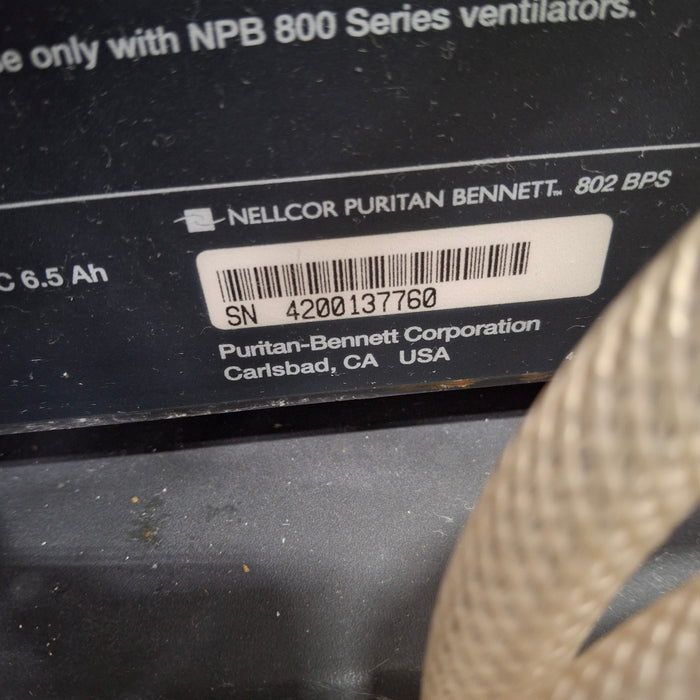 only with NPB 800 Series ventilators.
NELLCOR PURITAN BENNETT™ 802 BPS
C 6.5 Ah
SN 4200137760
Puritan-Bennett Corporation
Carlsbad, CA USA